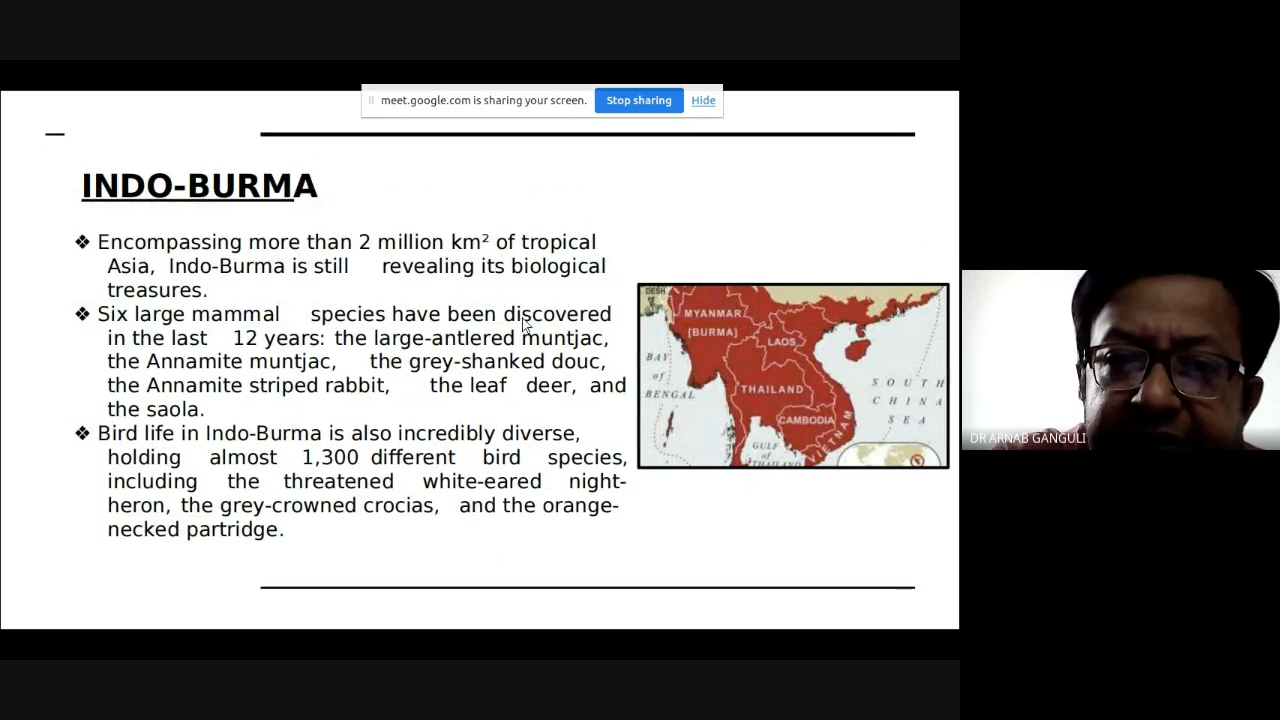 meet.google.com is sharing your screen. Stop sharing Hide
INDO-BURMA
❖ Encompassing more than 2 million km² of tropical
Asia, Indo-Burma is still revealing its biological
treasures.
❖ Six large mammal species have been discovered
in the last 12 years: the large-antlered muntjac,
the Annamite muntjac, the grey-shanked douc,
the Annamite striped rabbit, the leaf deer, and
the saola.
❖ Bird life in Indo-Burma is also incredibly diverse,
holding almost 1,300 different bird species,
including the threatened white-eared night-
heron, the grey-crowned crocias, and the orange-
necked partridge.
DESH
MYANMAR
[BURMA]
LAOS
BAY
of
BENGAL
THAILAND
CAMBODIA
VIETNAM
GULF
of
THAILAND
SOUTH
CHINA
SEA
DR ARNAB GANGULI